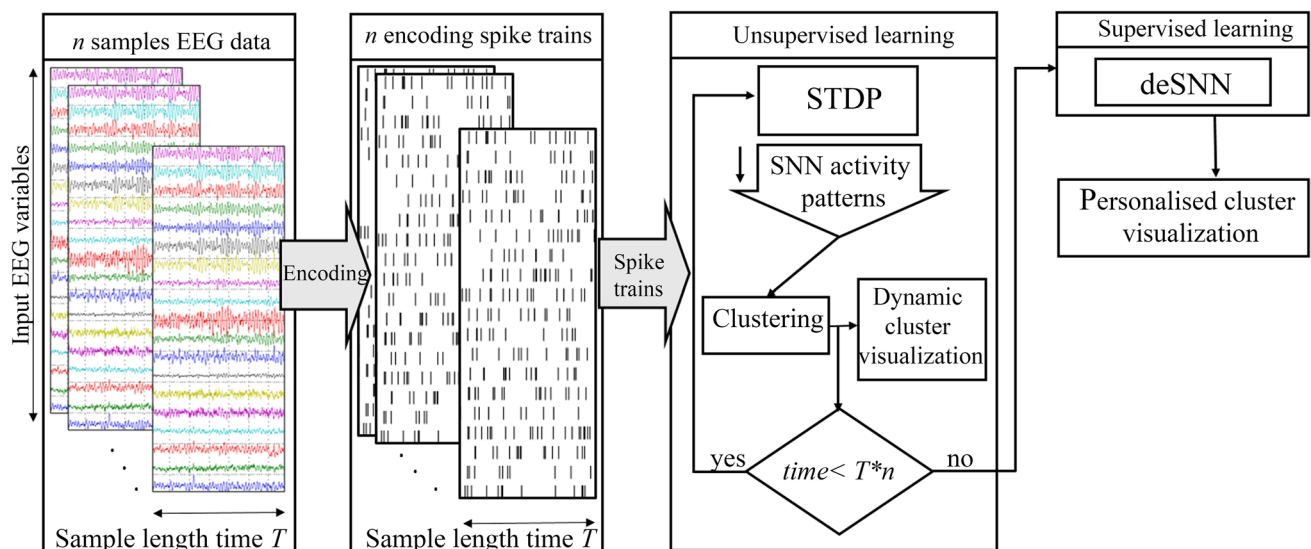 n samples EEG data
Input EEG variables
Sample length time T
Encoding
n encoding spike trains
Sample length time T
Spike
trains
Unsupervised learning
STDP
SNN activity
patterns
Clustering
Dynamic
cluster
visualization
yes
time< T*n
no
Supervised learning
deSNN
Personalised cluster
visualization